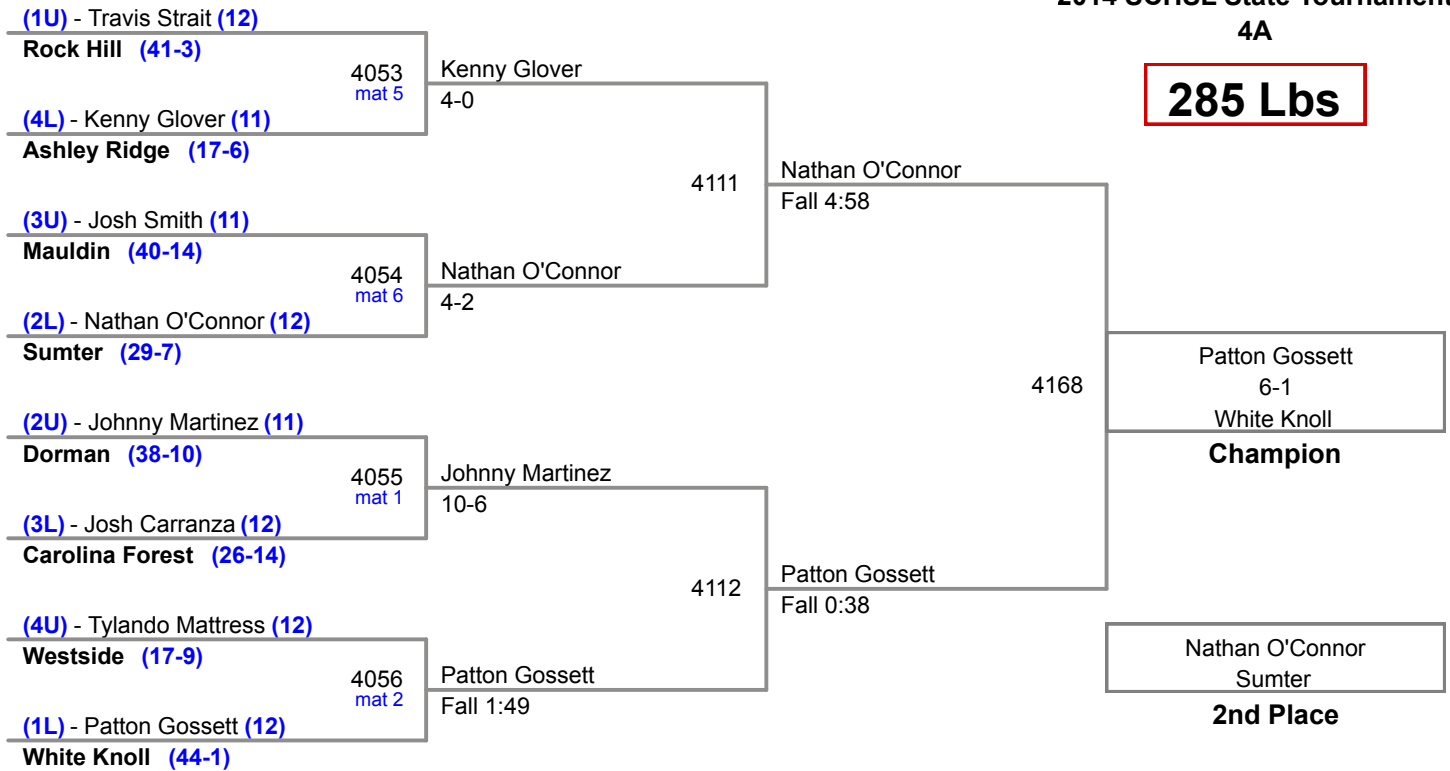 2014 SCHSL State Tournament
4A
285 Lbs
(1U) - Travis Strait (12)
Rock Hill (41-3)
4053
mat 5
(4L) - Kenny Glover (11)
Ashley Ridge (17-6)
Kenny Glover
4-0
(3U) - Josh Smith (11)
Mauldin (40-14)
4054
mat 6
(2L) - Nathan O'Connor (12)
Sumter (29-7)
Nathan O'Connor
4-2
4111
Nathan O'Connor
Fall 4:58
(2U) - Johnny Martinez (11)
Dorman (38-10)
4055
mat 1
(3L) - Josh Carranza (12)
Carolina Forest (26-14)
Johnny Martinez
10-6
(4U) - Tylando Mattress (12)
Westside (17-9)
4056
mat 2
(1L) - Patton Gossett (12)
White Knoll (44-1)
Patton Gossett
Fall 1:49
4112
Patton Gossett
Fall 0:38
4168
Patton Gossett
6-1
White Knoll
Champion
Nathan O'Connor
Sumter
2nd Place